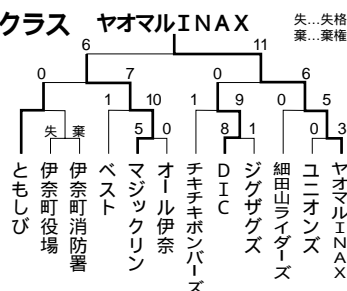 クラス ヤオマルINAX
失…失格
棄…棄権
6 11
0 7 0 6
1 10 1 9 0 5
失 棄 5 0 8 1 0 3
ともしび
伊奈町役場
伊奈町消防署
ベスト
マジックリン
オール伊奈
チキチキボンバーズ
DIC
ジグザグズ
細田山ライダーズ
ユニオンズ
ヤオマルINAX